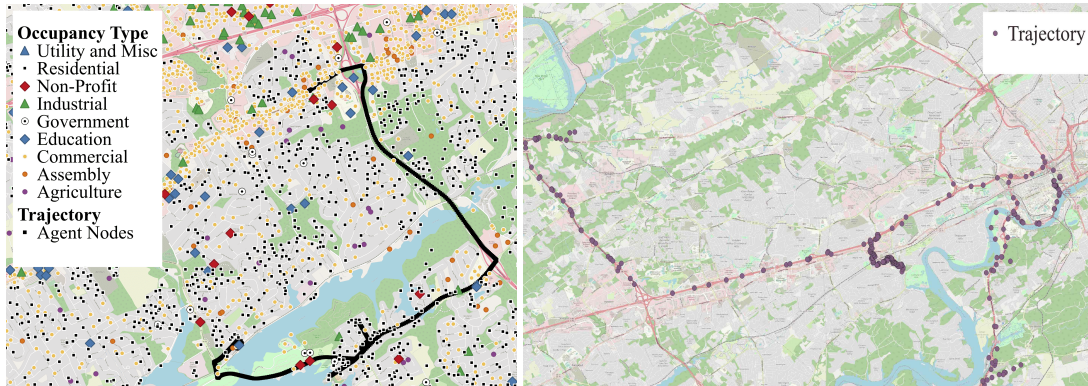 Occupancy Type
Utility and Misc
Residential
Non-Profit
Industrial
Government
Education
Commercial
Assembly
Agriculture
Trajectory
Agent Nodes
Trajectory